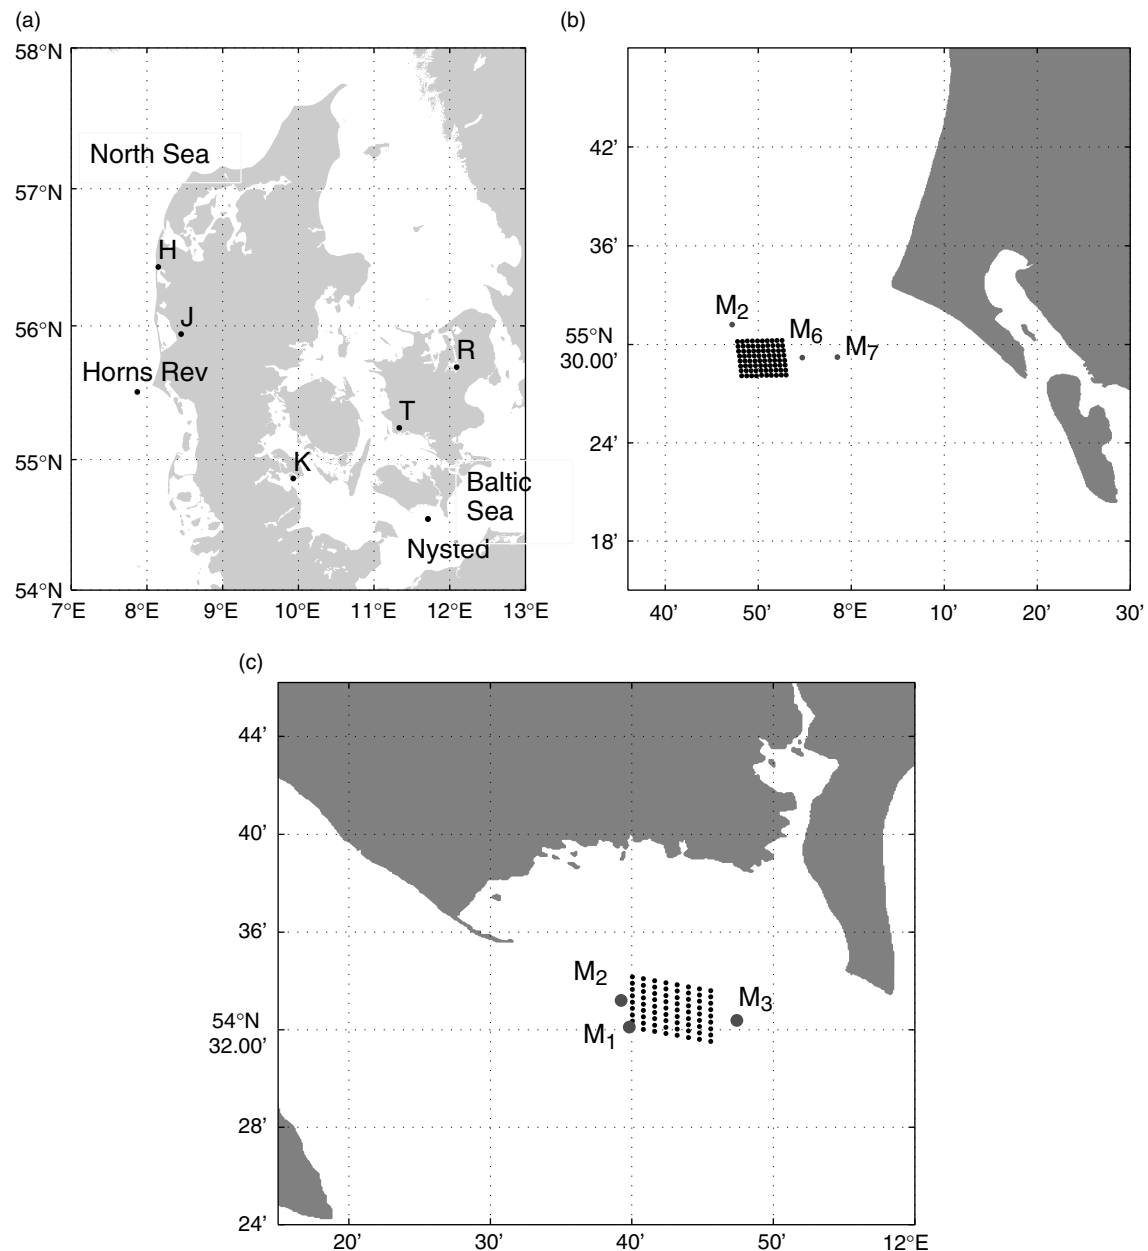 (a)
58°N
North Sea
57°N
H
J
56°N
Horns Rev
R
T
55°N
K
Baltic
Sea
Nysted
54°N
7°E 8°E 9°E 10°E 11°E 12°E 13°E
(b)
42'
36'
M2
M6
M7
55°N
30.00'
24'
18'
40' 50' 8°E 10' 20' 30'
(c)
44'
40'
36'
M2
M3
54°N
32.00'
M1
28'
24'
20' 30' 40' 50' 12°E